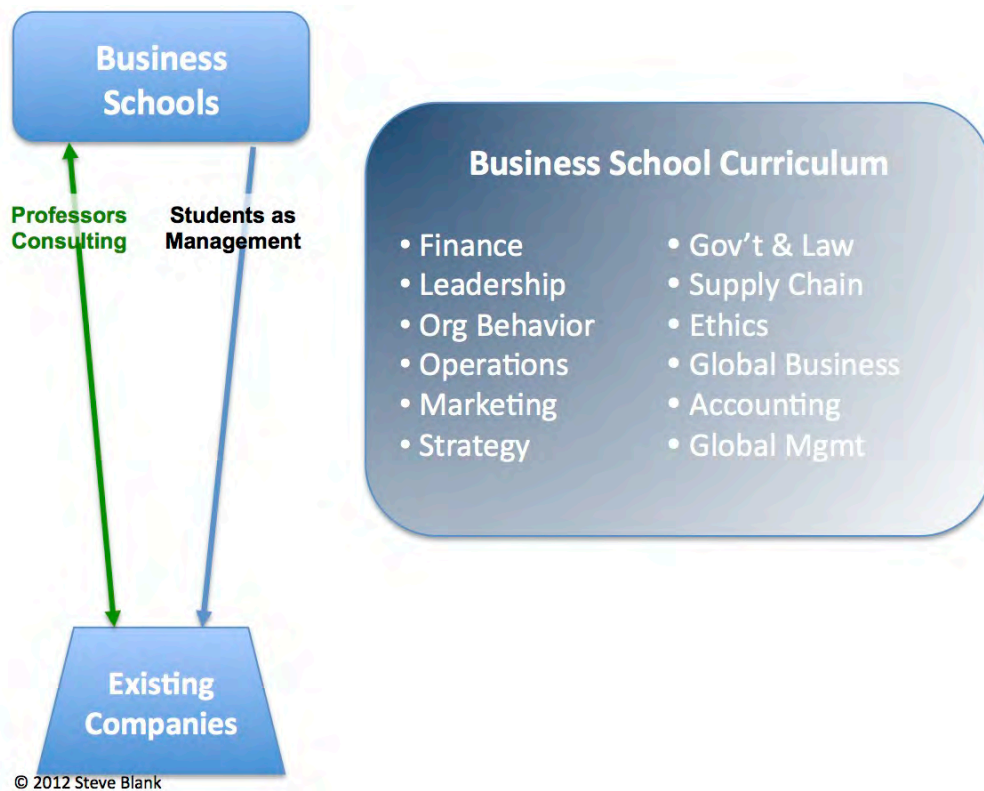 Business
Schools
Professors
Consulting
Students as
Management
Business School Curriculum
• Finance
• Leadership
• Org Behavior
• Operations
• Marketing
• Strategy
• Gov’t & Law
• Supply Chain
• Ethics
• Global Business
• Accounting
• Global Mgmt
Existing
Companies
© 2012 Steve Blank